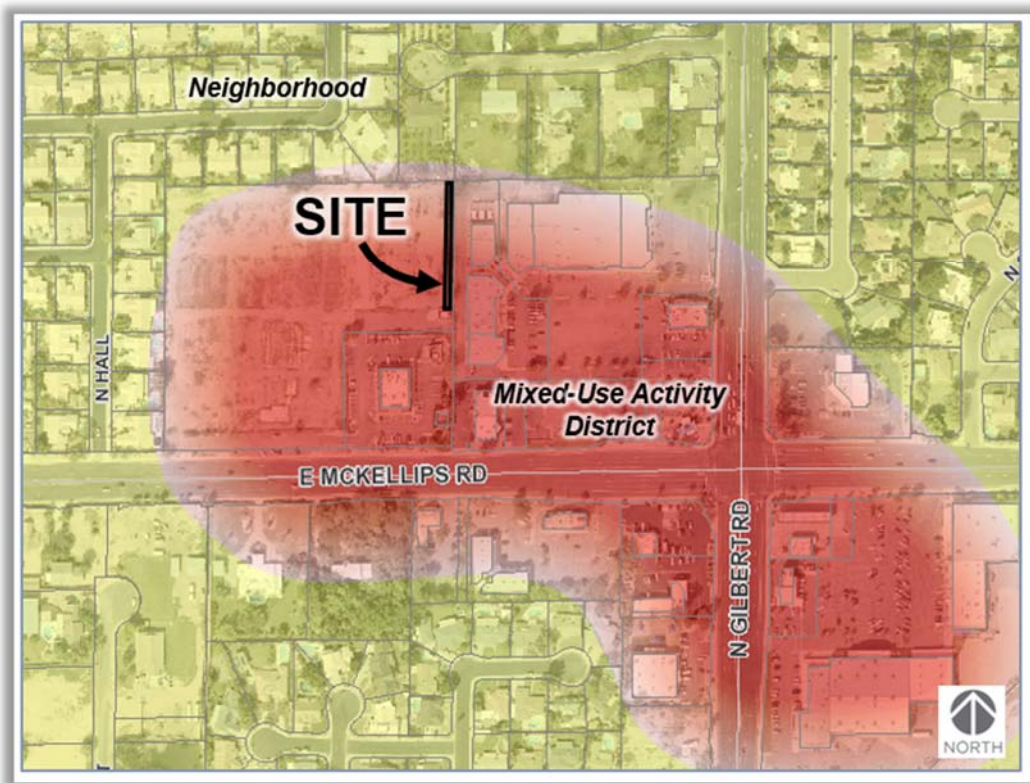 Neighborhood
SITE
N HALL
Mixed-Use Activity
District
E MCKELLIPS RD
N GILBERT RD
N
T
NORTH